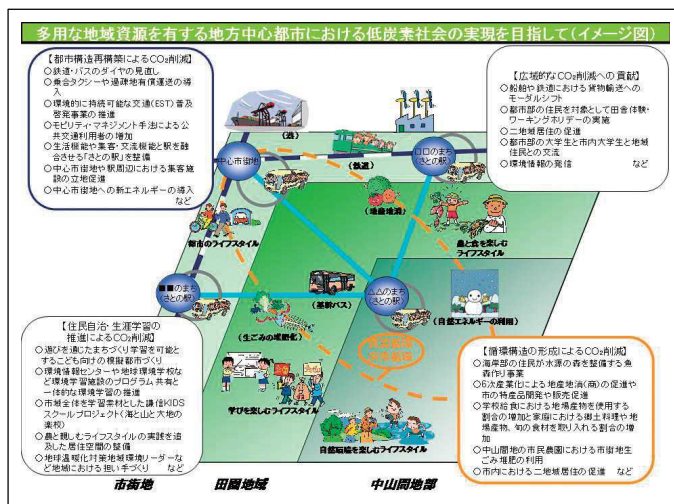 多用な地域資源を有する地方中心都市における低炭素社会の実現を目指して(イメージ図)
【都市構造再構築によるCO₂削減】
○鉄道・バスのダイヤの見直し
○乗合タクシーや過疎地有償運送の導
入
○環境的に持続可能な交通(EST)普及
啓発事業の推進
○モビリティ・マネジメント手法による公
共交通利用者の増加
○生活機能や集客・交流機能と駅を融
合させる「さとの駅」を整備
○中心市街地や駅周辺における集客施
設の立地促進
○中心市街地への新エネルギーの導入
など
【広域的なCO₂削減への貢献】
○船舶や鉄道における貨物輸送への
モーダルシフト
○都市部の住民を対象として田舎体験・
ワーキングホリデーの実施
○二地域居住の促進
○都市部の大学生と市内大学生と地域
住民との交流
○環境情報の発信 など
(港)
(鉄道)
中心市街地
口口のまち
(さとの駅)
(地産地消)
都市のライフスタイル
農と食を楽しむ
ライフスタイル
■■のまち
(さとの駅)
(基幹バス)
△△のまち
(さとの駅)
(自然エネルギーの利用)
(生ごみの堆肥化)
学びを楽しむライフスタイル
自然環境を楽しむライフスタイル
【住民自治・生涯学習の
推進によるCO₂削減】
○遊びを通じたまちづくり学習を可能と
するこども向けの模擬都市づくり
○環境情報センターや地球環境学校な
ど環境学習施設のプログラム共有と
一体的な環境学習の推進
○市域全体を学習素材とした謙信KIDS
スクールプロジェクト(海と山と大地の
楽校)
○農と親しむライフスタイルの実践を追
及した居住空間の整備
○地球温暖化対策地域環境リーダーな
ど地域における担い手づくり など
【循環構造の形成によるCO₂削減】
○海岸部の住民が水源の森を整備する魚
森作り事業
○6次産業化による地産地消(商)の促進や
市の特産品開発や販売促進
○学校給食における地場産物を使用する
割合の増加と家庭における郷土料理や地
場産物、旬の食材を取り入れる割合の増
加
○中山間地の市民農園における市街地生
ごみ堆肥の利用
○市内における二地域居住の促進 など
市街地
田園地域
中山間地部